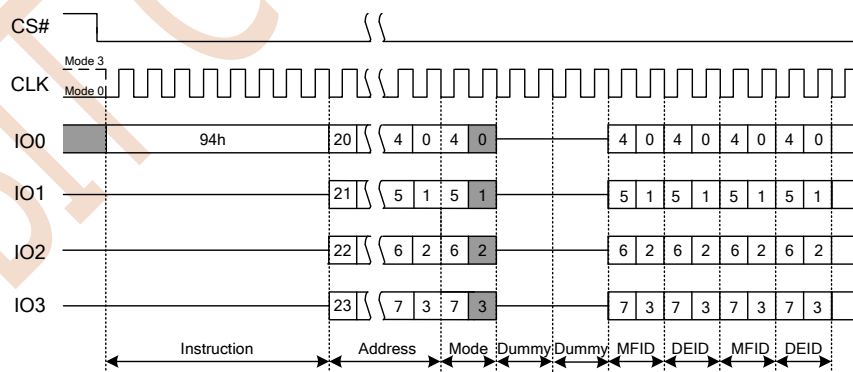 CS#
Mode 3
CLK
Mode 0
IO0 94h 20 4 0 4 0 4 0 4 0 4 0 4 0
IO1 21 5 1 5 1 5 1 5 1 5 1 5 1
IO2 22 6 2 6 2 6 2 6 2 6 2 6 2
IO3 23 7 3 7 3 7 3 7 3 7 3 7 3
Instruction Address Mode Dummy Dummy MFID DEID MFID DEID